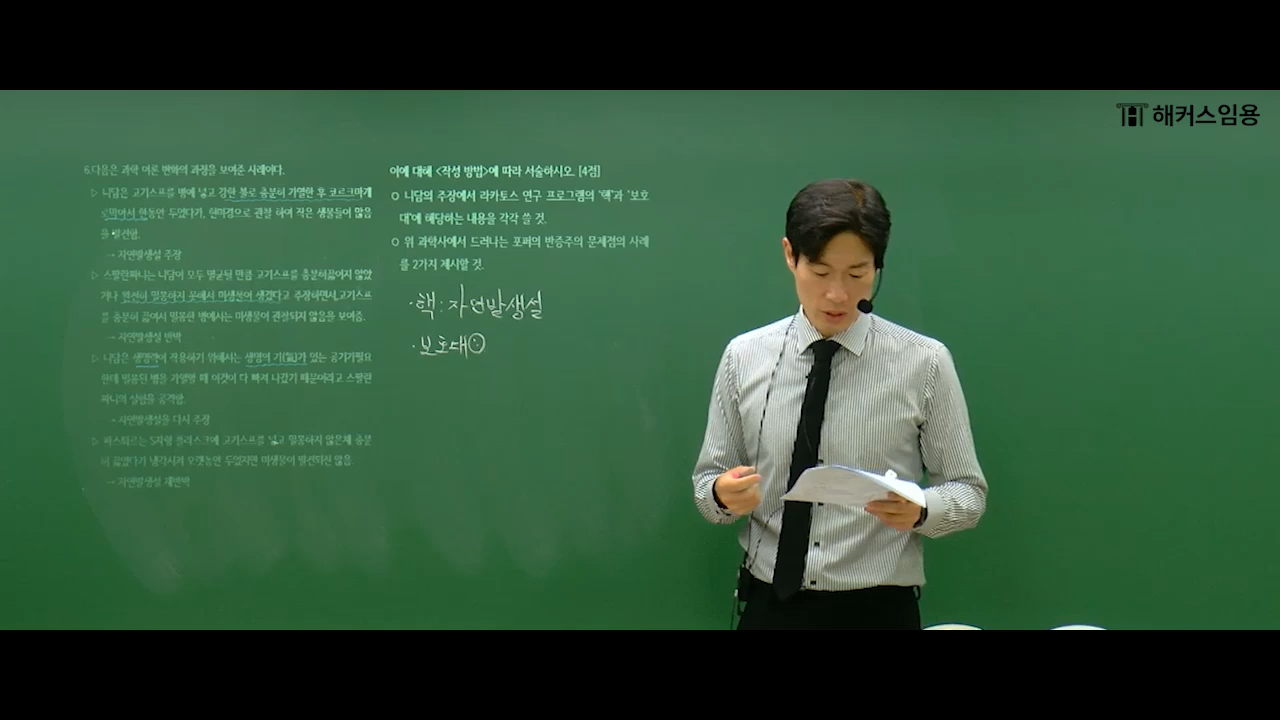 해커스임용
6.다음은 과학 이론 변화의 과정을 보여준 사례이다.
▷ 니담은 고기스프를 병에 넣고 강한 불로 충분히 가열한 후 코르크마개
로막아서 한동안 두었다가, 현미경으로 관찰 하여 작은 생물들이 많음
을 발견함.
→ 자연발생설 주장
▷ 스팔란짜니는 니담이 모두 멸균될 만큼 고기스프를 충분히끓이지 않았
거나 완전히 밀봉하지 못해서 미생물이 생겼다고 주장하면서,고기스프
를 충분히 끓여서 밀봉한 병에서는 미생물이 관찰되지 않음을 보여줌.
→ 자연발생설 반박
▷ 니담은 생명력이 작용하기 위해서는 생명의 기(氣)가 있는 공기가필요
한데 밀봉된 병을 가열할 때 이것이 다 빠져 나갔기 때문이라고 스팔란
짜니의 실험을 공격함.
→ 자연발생설을 다시 주장
▷ 파스퇴르는 S자형 플라스크에 고기스프를 넣고 밀봉하지 않은채 충분
히 끓였다가 냉각시켜 오랫동안 두었지만 미생물이 발견되진 않음.
→ 자연발생설 재반박
이에 대해 <작성 방법>에 따라 서술하시오. [4점]
ㅇ 니담의 주장에서 라카토스 연구 프로그램의 '핵'과 '보호
대'에 해당하는 내용을 각각 쓸 것.
ㅇ 위 과학사에서 드러나는 포퍼의 반증주의 문제점의 사례
를 2가지 제시할 것.
·핵: 자연발생설
·보호대